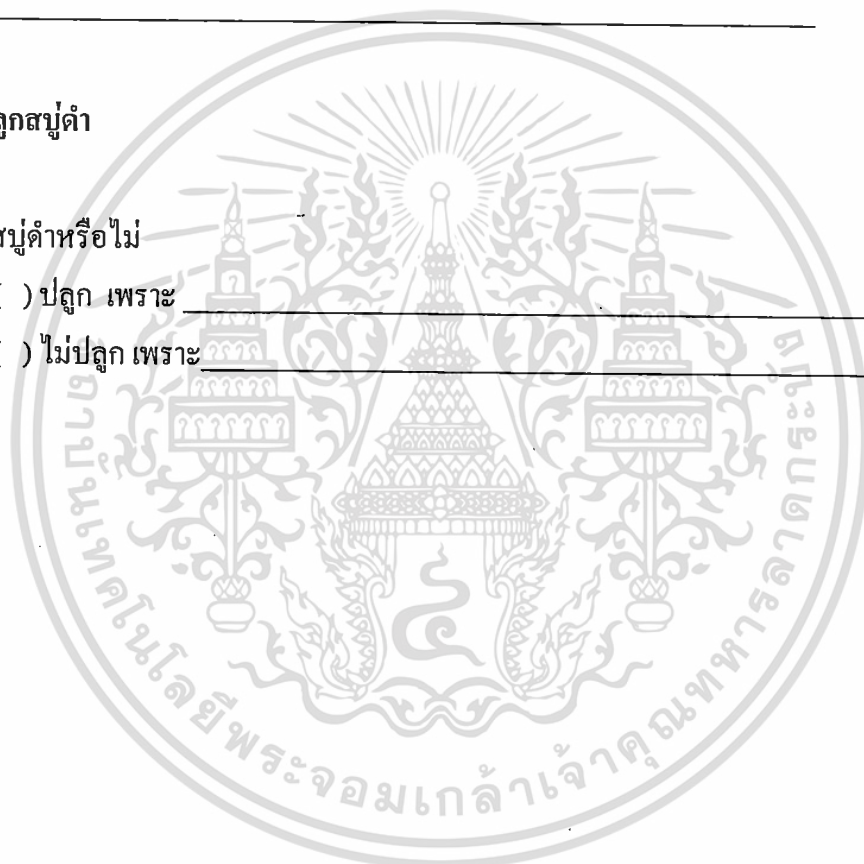 ลูกสบู่ดำ
สบู่ดำหรือไม่
( ) ปลูก เพราะ
( ) ไม่ปลูก เพราะ
สถาบันเทคโนโลยีพระจอมเกล้าเจ้าคุณทหารลาดกระบัง
๔